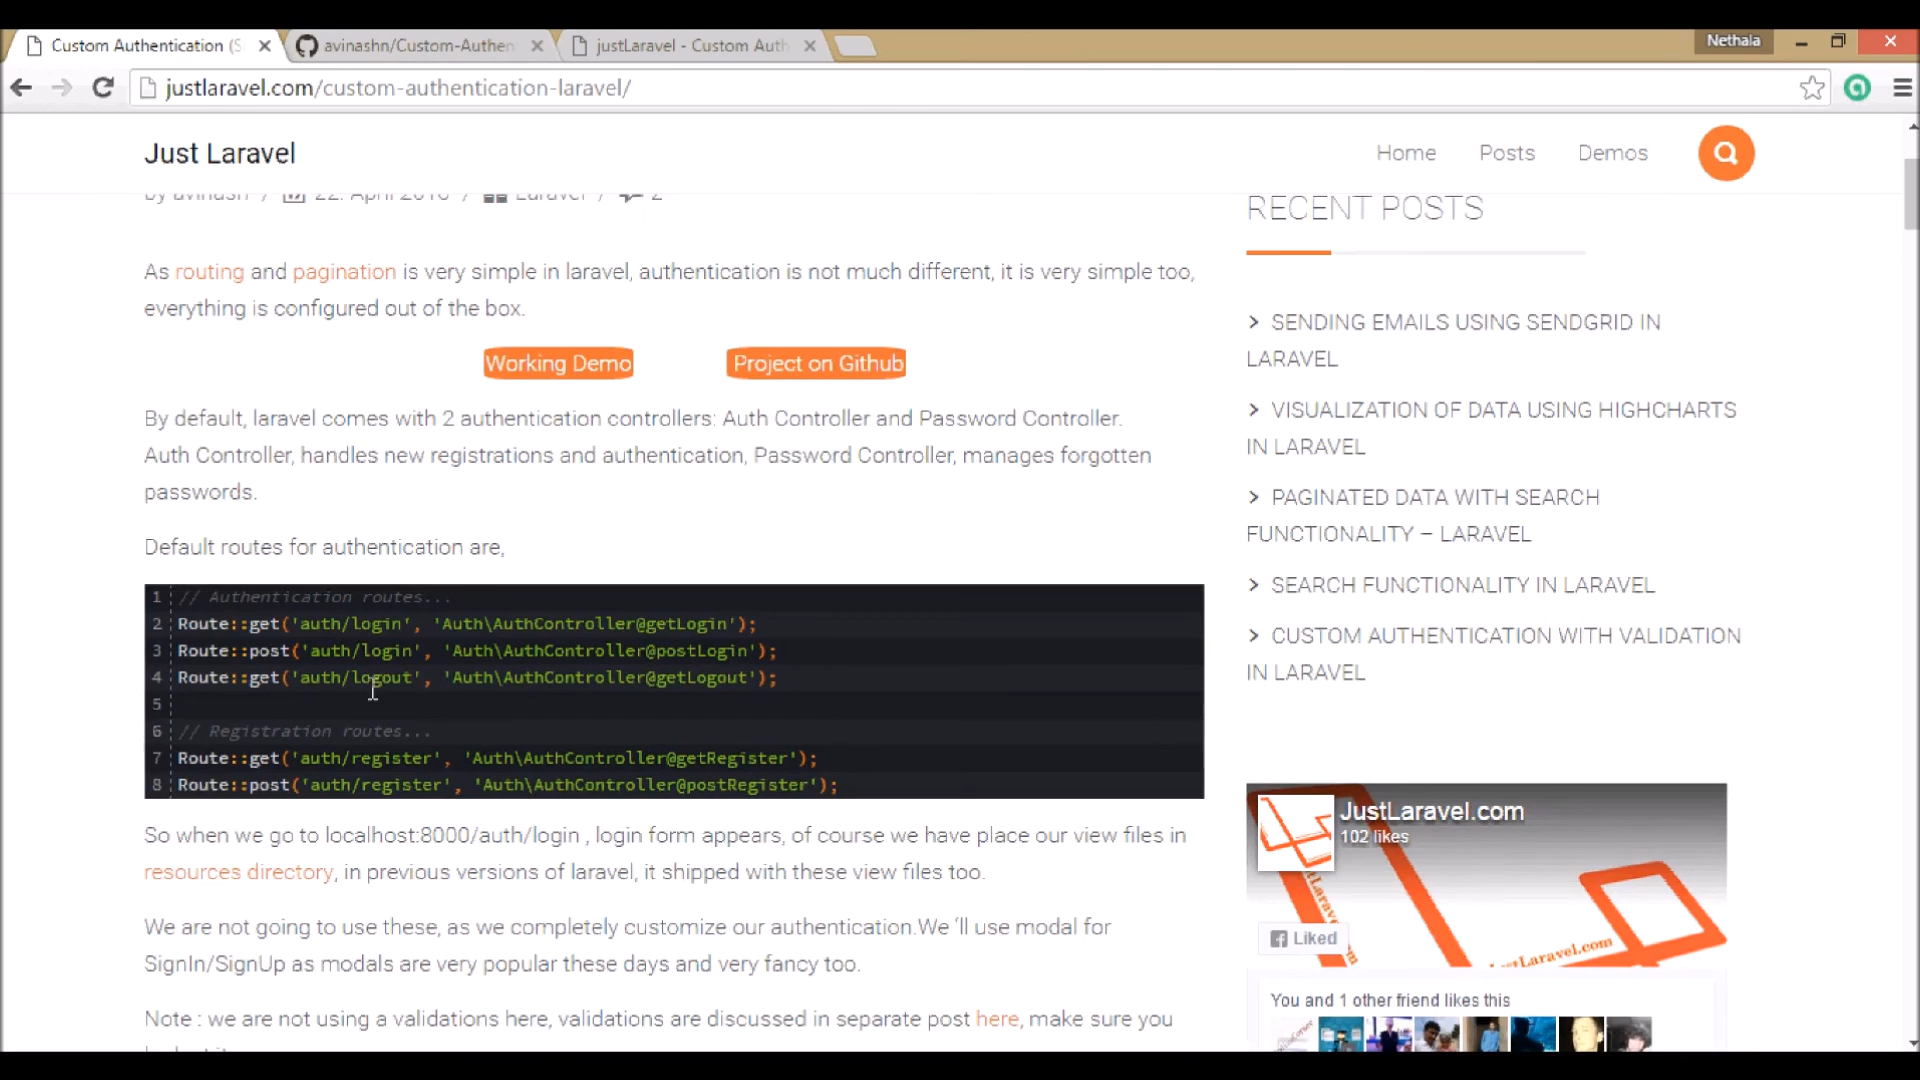 Custom Authentication (S
avinashn/Custom-Authen
justLaravel - Custom Auth
Nethala
justlaravel.com/custom-authentication-laravel/
Just Laravel
Home
Posts
Demos
by avinash / 22. April 2016 / Laravel / 2
As routing and pagination is very simple in laravel, authentication is not much different, it is very simple too,
everything is configured out of the box.
Working Demo
Project on Github
By default, laravel comes with 2 authentication controllers: Auth Controller and Password Controller.
Auth Controller, handles new registrations and authentication, Password Controller, manages forgotten
passwords.
Default routes for authentication are,
1 // Authentication routes...
2 Route::get('auth/login', 'Auth\AuthController@getLogin');
3 Route::post('auth/login', 'Auth\AuthController@postLogin');
4 Route::get('auth/logout', 'Auth\AuthController@getLogout');
5
6 // Registration routes...
7 Route::get('auth/register', 'Auth\AuthController@getRegister');
8 Route::post('auth/register', 'Auth\AuthController@postRegister');
So when we go to localhost:8000/auth/login , login form appears, of course we have place our view files in
resources directory, in previous versions of laravel, it shipped with these view files too.
We are not going to use these, as we completely customize our authentication.We ‘ll use modal for
SignIn/SignUp as modals are very popular these days and very fancy too.
Note : we are not using a validations here, validations are discussed in separate post here, make sure you
RECENT POSTS
SENDING EMAILS USING SENDGRID IN
LARAVEL
VISUALIZATION OF DATA USING HIGHCHARTS
IN LARAVEL
PAGINATED DATA WITH SEARCH
FUNCTIONALITY – LARAVEL
SEARCH FUNCTIONALITY IN LARAVEL
CUSTOM AUTHENTICATION WITH VALIDATION
IN LARAVEL
JustLaravel.com
102 likes
Liked
You and 1 other friend likes this